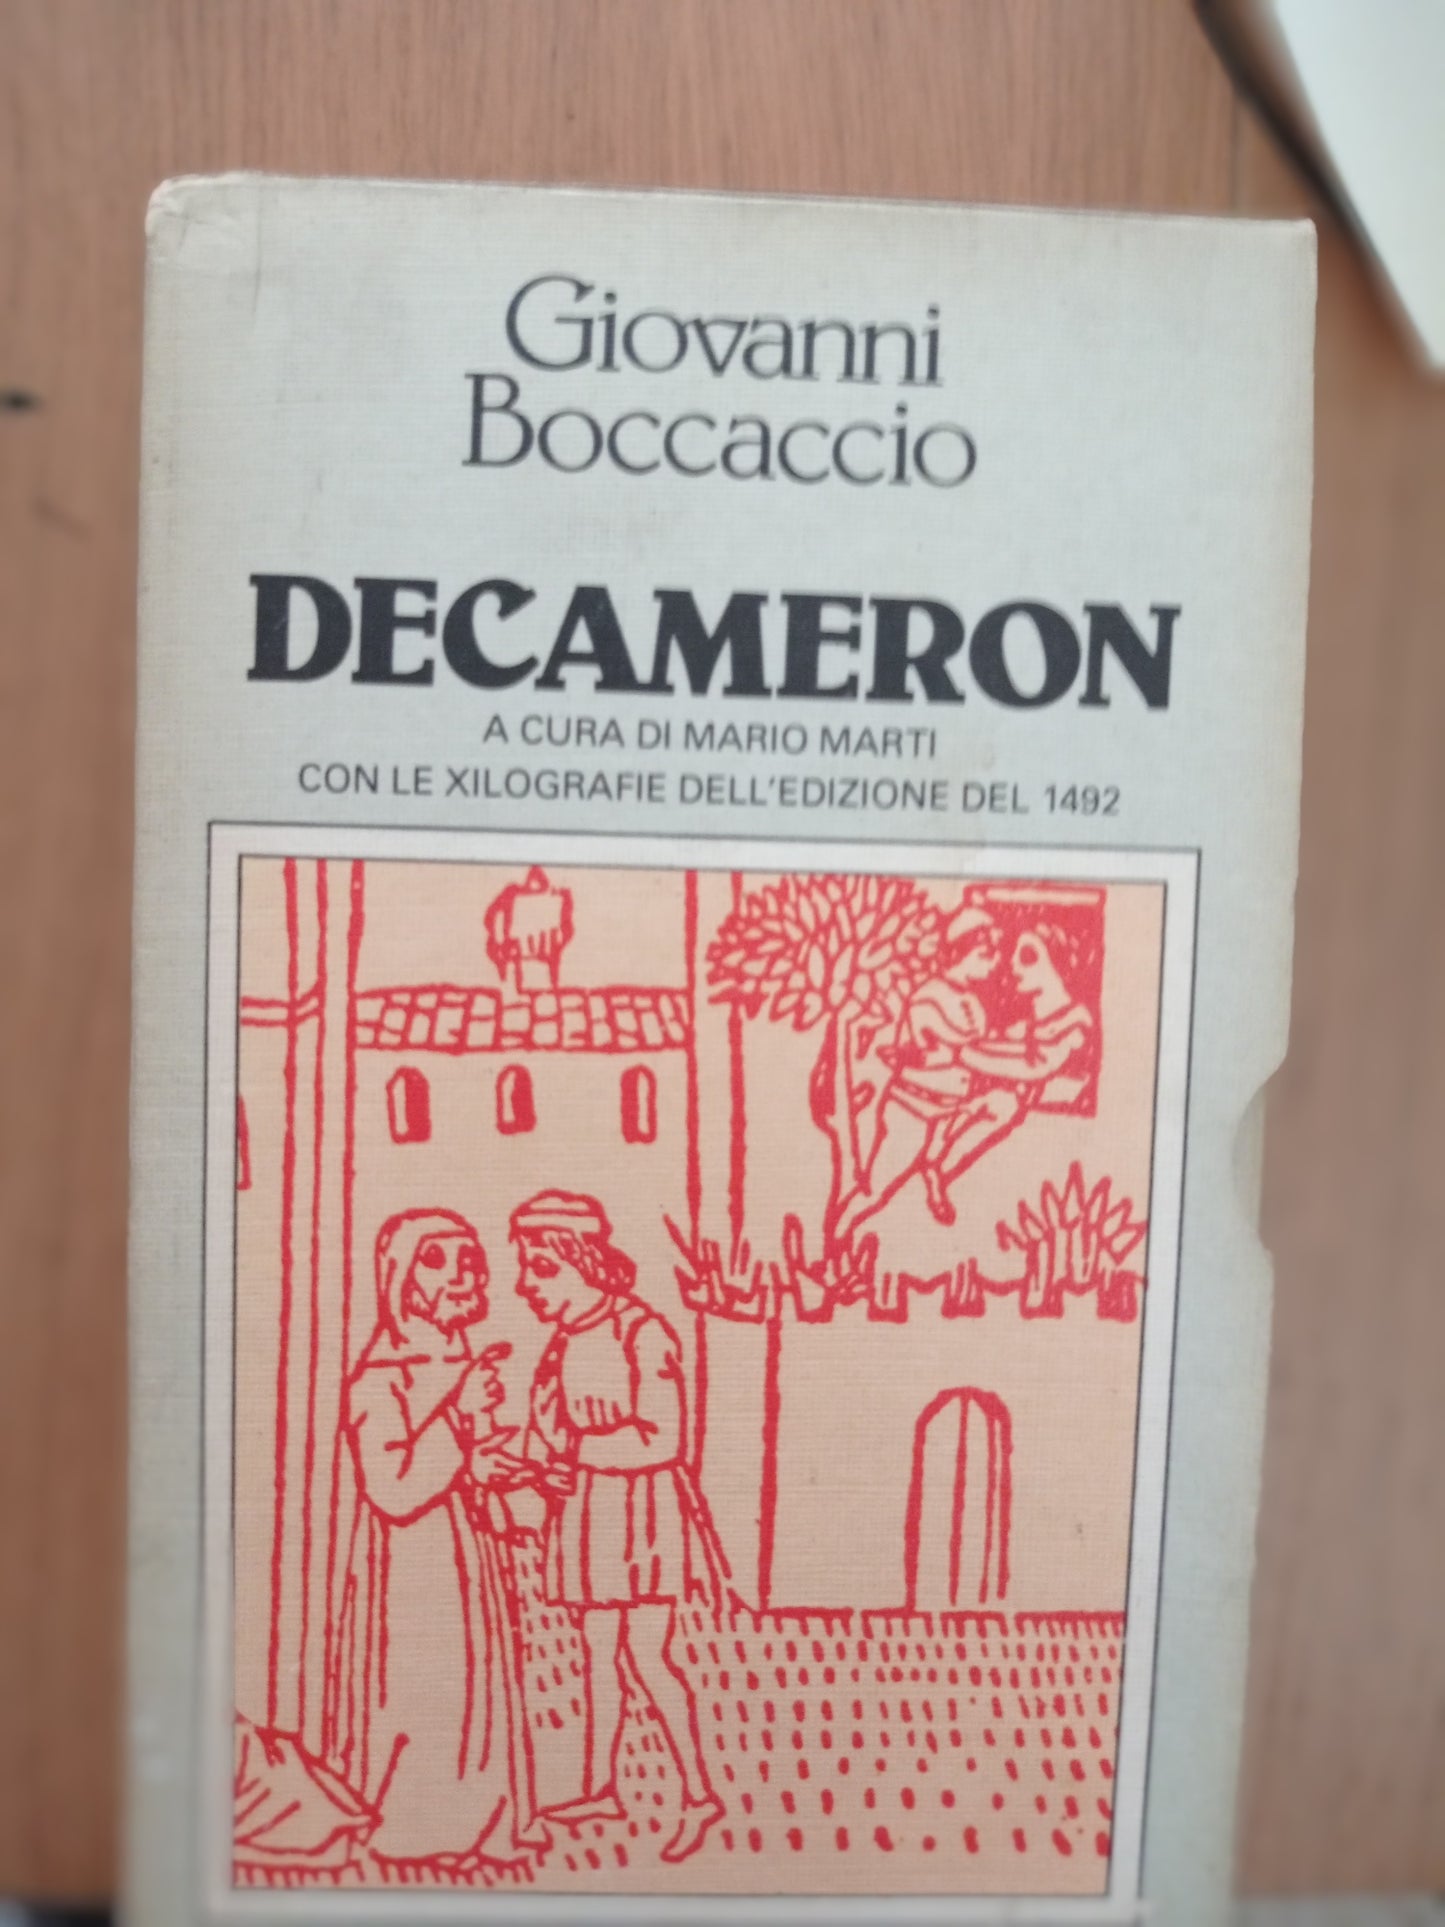 Giovanni
Boccaccio
DECAMERON
A CURA DI MARIO MARTI
CON LE XILOGRAFIE DELL'EDIZIONE DEL 1492